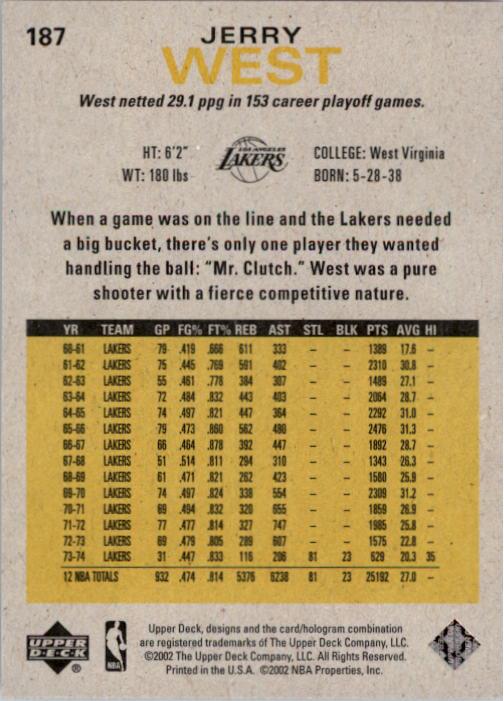 187
JERRY
WEST
West netted 29.1 ppg in 153 career playoff games.
HT: 6'2"
WT: 180 lbs
LOS ANGELES
LAKERS
COLLEGE: West Virginia
BORN: 5-28-38
When a game was on the line and the Lakers needed
a big bucket, there's only one player they wanted
handling the ball: "Mr. Clutch." West was a pure
shooter with a fierce competitive nature.
YR TEAM GP FG% FT% REB AST STL BLK PTS AVG HI
60-61 LAKERS 79 .419 .666 611 333 – – 1389 17.6 –
61-62 LAKERS 75 .445 .769 591 402 – – 2310 30.8 –
62-63 LAKERS 55 .461 .778 384 307 – – 1489 27.1 –
63-64 LAKERS 72 .484 .832 443 403 – – 2064 28.7 –
64-65 LAKERS 74 .497 .821 447 364 – – 2292 31.0 –
65-66 LAKERS 79 .473 .860 562 480 – – 2476 31.3 –
66-67 LAKERS 66 .464 .878 392 447 – – 1892 28.7 –
67-68 LAKERS 51 .514 .811 294 310 – – 1343 26.3 –
68-69 LAKERS 61 .471 .821 262 423 – – 1580 25.9 –
69-70 LAKERS 74 .497 .824 338 554 – – 2309 31.2 –
70-71 LAKERS 69 .494 .832 320 655 – – 1859 26.9 –
71-72 LAKERS 77 .477 .814 327 747 – – 1985 25.8 –
72-73 LAKERS 69 .479 .805 289 607 – – 1575 22.8 –
73-74 LAKERS 31 .447 .833 116 206 81 23 629 20.3 35
12 NBA TOTALS 932 .474 .814 5376 6238 81 23 25192 27.0 –
UPPER
DECK
®
NBA
Upper Deck, designs and the card/hologram combination
are registered trademarks of The Upper Deck Company, LLC.
©2002 The Upper Deck Company, LLC. All Rights Reserved.
Printed in the U.S.A. ©2002 NBA Properties, Inc.